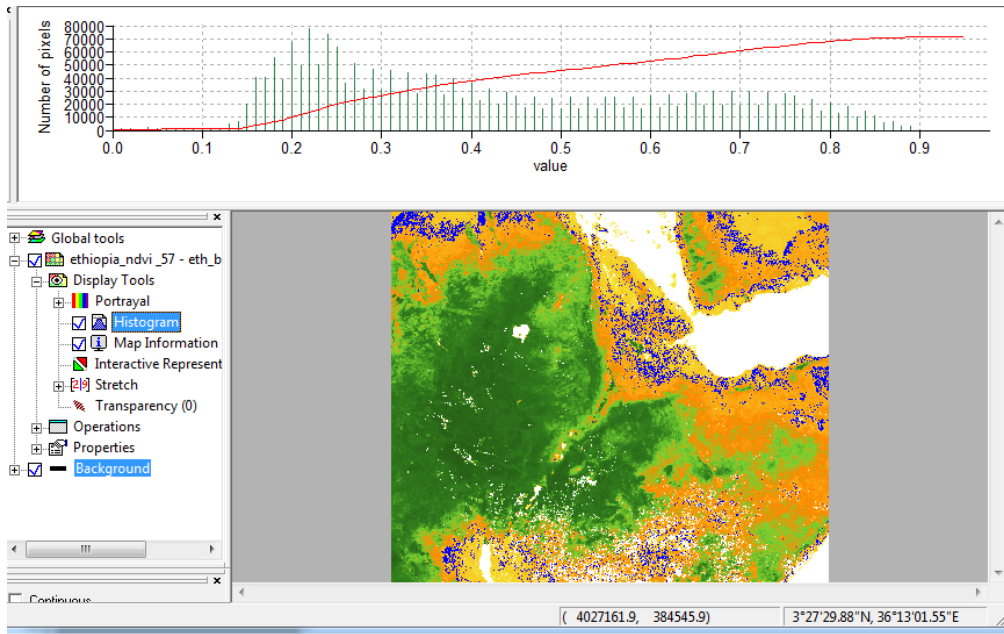 80000
70000
60000
50000
40000
30000
20000
10000
0
Number of pixels
0.0 0.1 0.2 0.3 0.4 0.5 0.6 0.7 0.8 0.9
value
Global tools
ethiopia_ndvi _57 - eth_b
Display Tools
Portrayal
Histogram
Map Information
Interactive Represent
Stretch
Transparency (0)
Operations
Properties
Background
Continuous
( 4027161.9, 384545.9) 3°27'29.88"N, 36°13'01.55"E